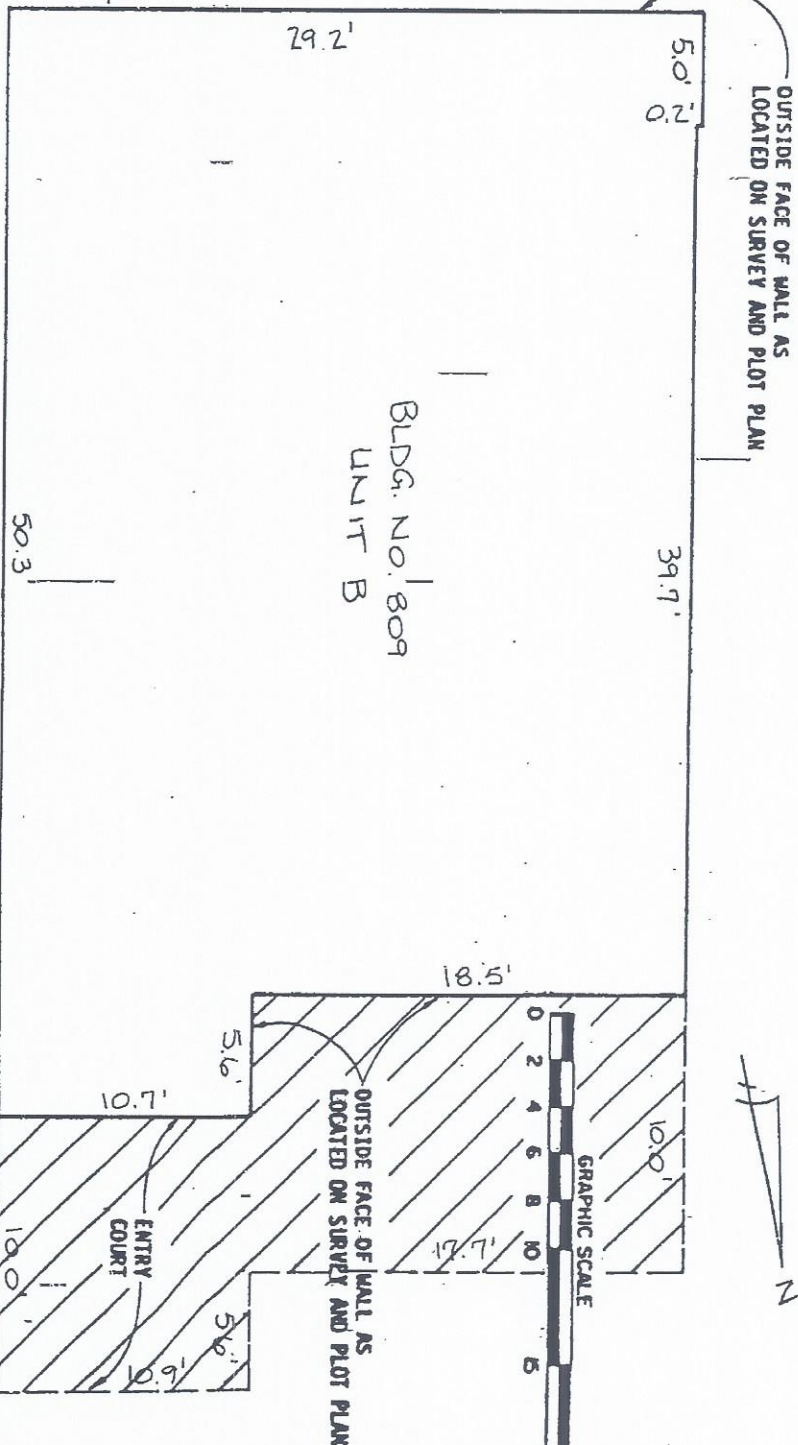 OUTSIDE FACE OF WALL AS
LOCATED ON SURVEY AND PLOT PLAN
29.2'
5.0'
0.2'
39.7'
BLDG. NO. 809
UNIT B
50.3
18.5'
5.6'
10.7'
OUTSIDE FACE OF WALL AS
LOCATED ON SURVEY AND PLOT PLAN
GRAPHIC SCALE
0 2 4 6 8 10 15
10.0'
17.7'
ENTRY
COURT
10.0
5.6'
10.9'
N